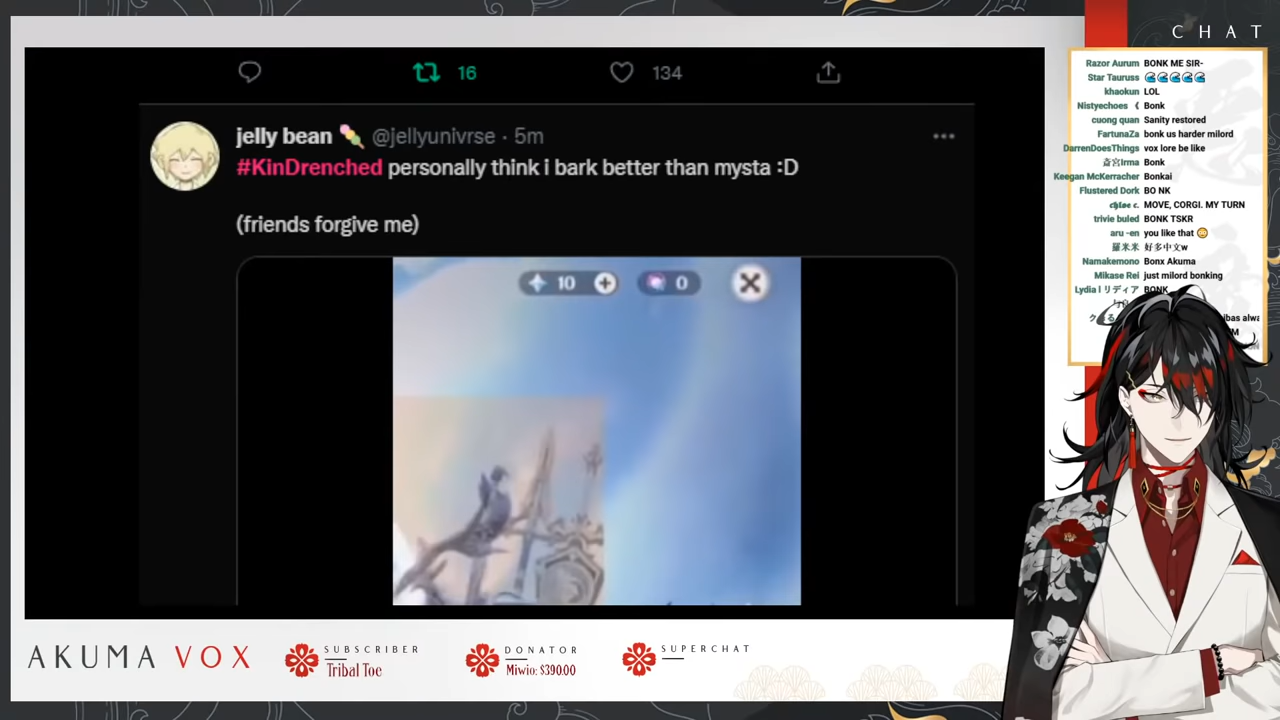 CHAT
16
134
jelly bean @jellyunivrse · 5m
#KinDrenched personally think i bark better than mysta :D
(friends forgive me)
10
0
Razor Aurum BONK ME SIR-
Star Tauruss
khaokun LOL
Nistyechoes 《 Bonk
cuong quan Sanity restored
FartunaZa bonk us harder milord
DarrenDoesThings vox lore be like
斎宮Irma Bonk
Keegan McKerracher Bonkai
Flustered Dork BO NK
chloe c. MOVE, CORGI. MY TURN
trivie buled BONK TSKR
aru -en you like that
羅米米 好多中文w
Namakemono Bonx Akuma
Mikase Rei just milord bonking
Lydia l リディア BONK
AKUMA VOX
SUBSCRIBER
Tribal Toe
DONATOR
Miwio: $390.00
SUPERCHAT